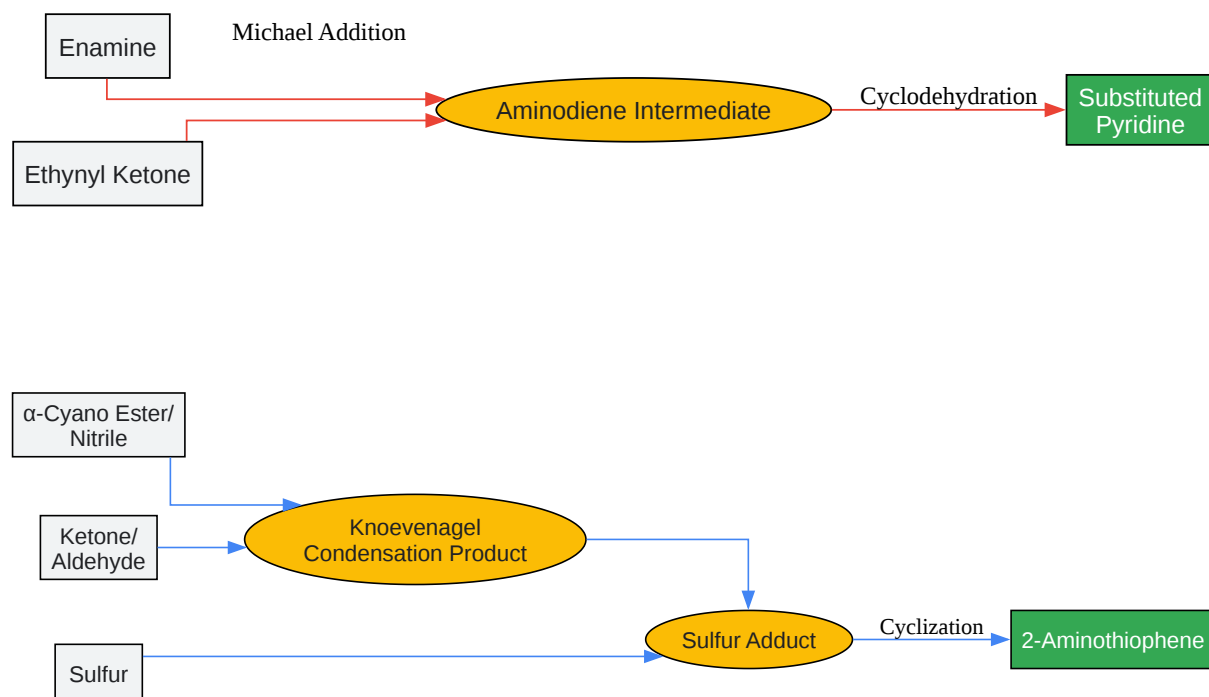 Enamine
Michael Addition
Aminodiene Intermediate
Cyclodehydration
Substituted
Pyridine
Ethynyl Ketone
α-Cyano Ester/
Nitrile
Ketone/
Aldehyde
Knoevenagel
Condensation Product
Sulfur
Sulfur Adduct
Cyclization
2-Aminothiophene